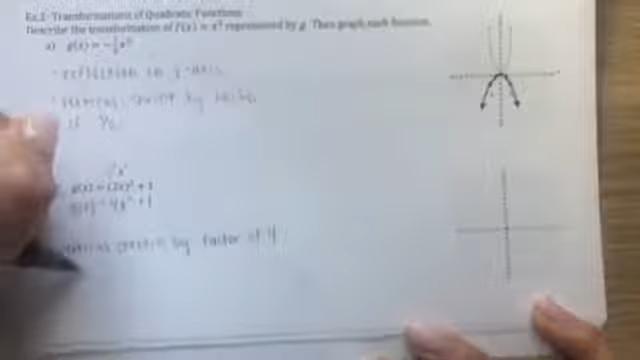 Ex 2: Transformations of Quadratic Functions
Describe the transformation of f(x) = x² represented by g. Then graph each function.
a) g(x) = -½x²
- reflection in x-axis
- vertical shrink by factor
of ½
g(x) = (2x)² + 1
g(x) = 4x² + 1
vertical stretch by factor of 4